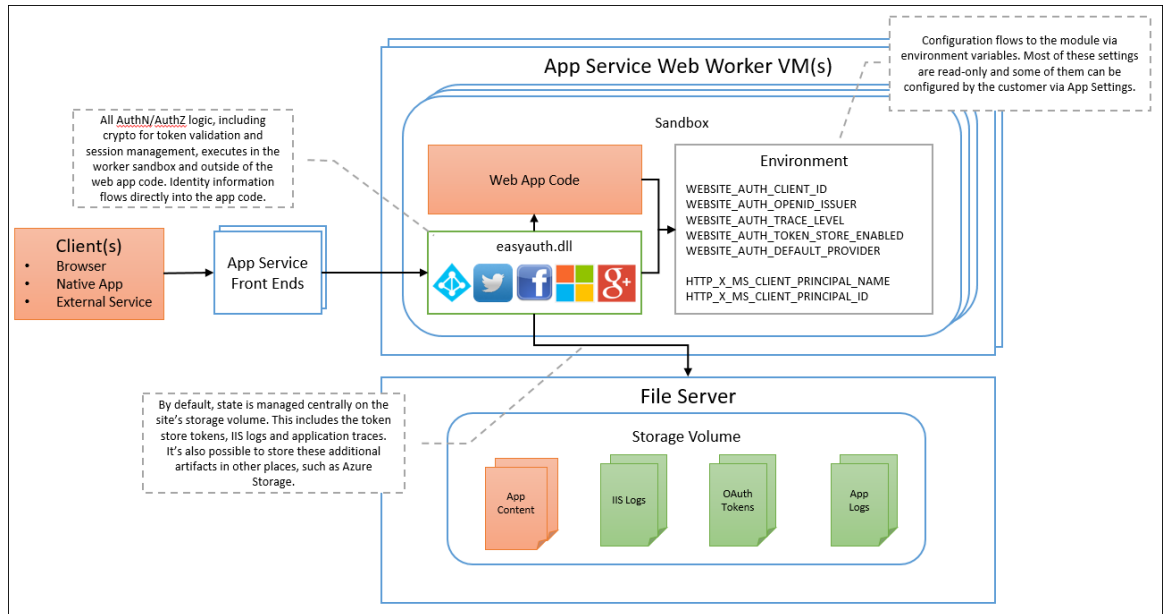 Configuration flows to the module via
environment variables. Most of these settings
are read-only and some of them can be
configured by the customer via App Settings.
App Service Web Worker VM(s)
All AuthN/AuthZ logic, including
crypto for token validation and
session management, executes in the
worker sandbox and outside of the
web app code. Identity information
flows directly into the app code.
Sandbox
Web App Code
Environment
WEBSITE_AUTH_CLIENT_ID
WEBSITE_AUTH_OPENID_ISSUER
WEBSITE_AUTH_TRACE_LEVEL
WEBSITE_AUTH_TOKEN_STORE_ENABLED
WEBSITE_AUTH_DEFAULT_PROVIDER
HTTP_X_MS_CLIENT_PRINCIPAL_NAME
HTTP_X_MS_CLIENT_PRINCIPAL_ID
Client(s)
• Browser
• Native App
• External Service
App Service
Front Ends
easyauth.dll
f
g+
By default, state is managed centrally on the
site's storage volume. This includes the token
store tokens, IIS logs and application traces.
It's also possible to store these additional
artifacts in other places, such as Azure
Storage.
File Server
Storage Volume
App
Content
IIS Logs
OAuth
Tokens
App
Logs